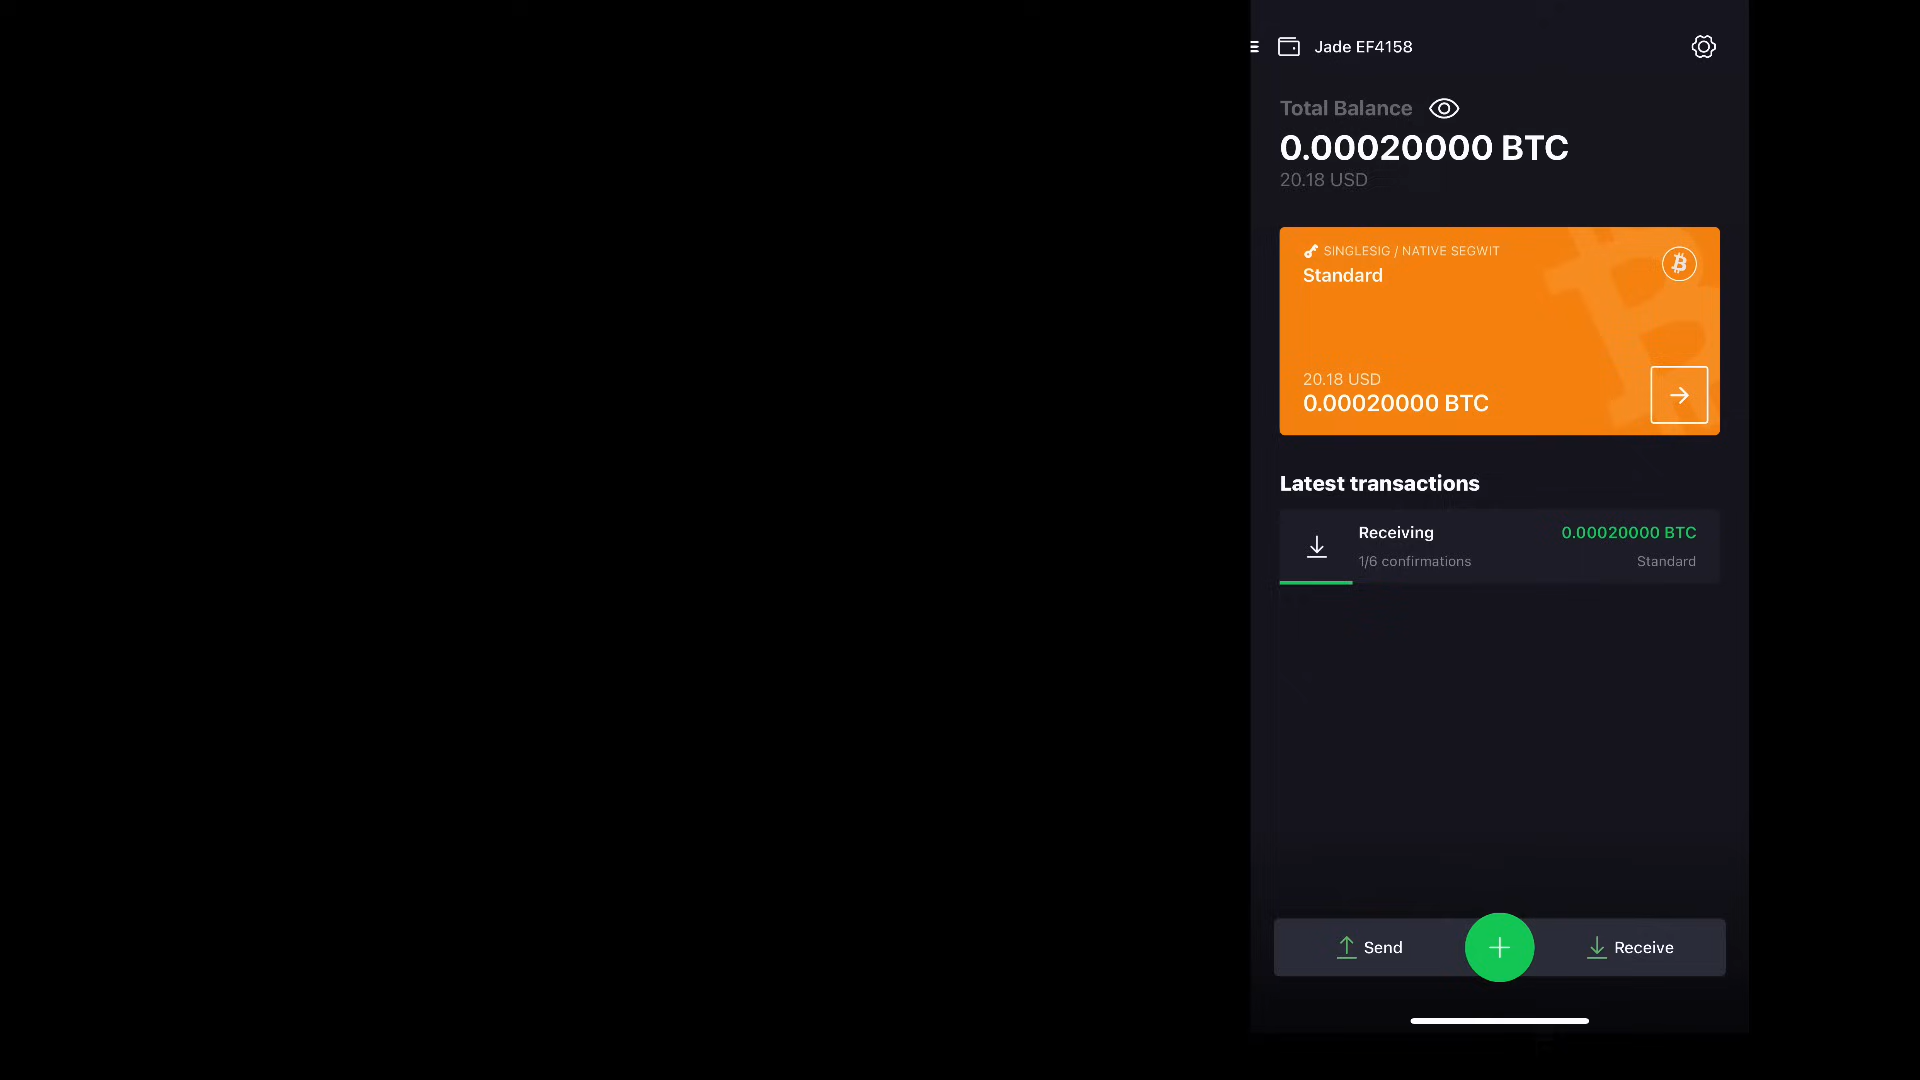 Jade EF4158
Total Balance
0.00020000 BTC
20.18 USD
SINGLESIG / NATIVE SEGWIT
Standard
20.18 USD
0.00020000 BTC
Latest transactions
Receiving 0.00020000 BTC
1/6 confirmations Standard
Send Receive